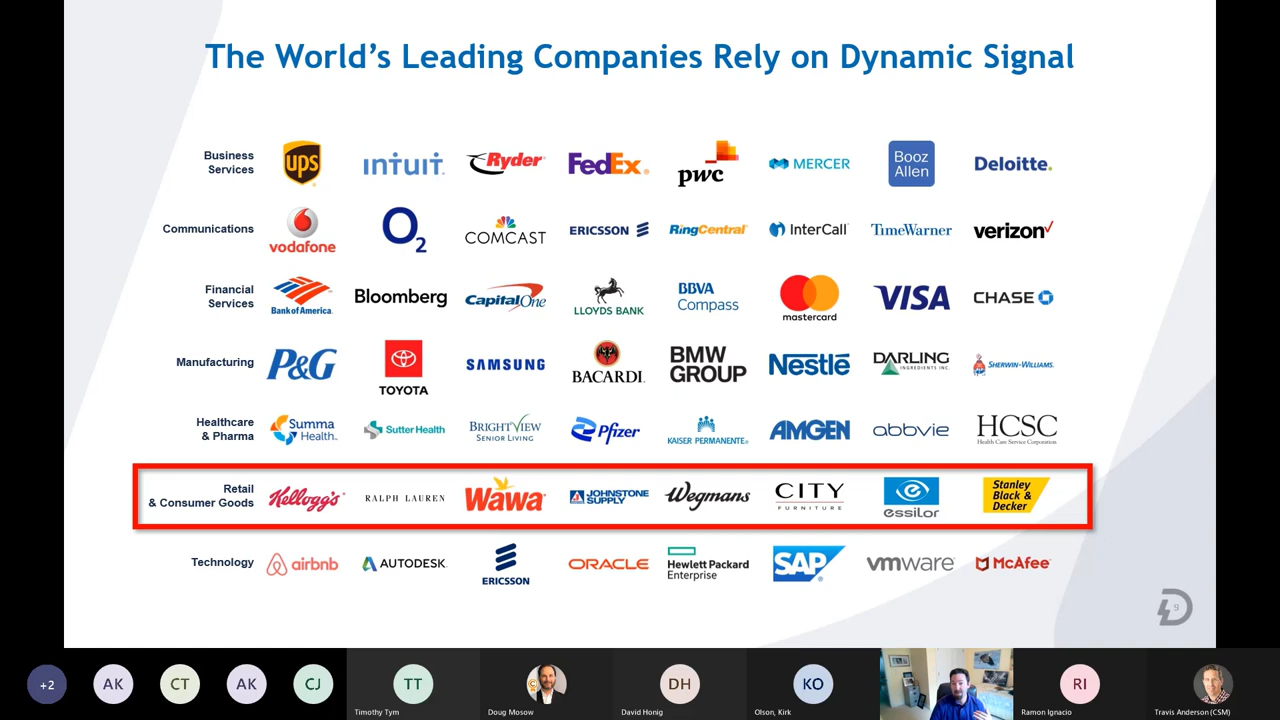 The World's Leading Companies Rely on Dynamic Signal
Business
Services
ups
intuit.
Ryder
FedEx®
pwc
MERCER
Booz
Allen
Deloitte.
Communications
vodafone
O2
COMCAST
ERICSSON
RingCentral®
InterCall
TimeWarner
verizon✓
Financial
Services
Bank of America.
Bloomberg
Capital One
LLOYDS BANK
BBVA
Compass
mastercard
VISA
CHASE
Manufacturing
P&G
TOYOTA
SAMSUNG
BACARDI.
BMW
GROUP
Nestlé
DARLING
INGREDIENTS INC.
SHERWIN-WILLIAMS.
Healthcare
& Pharma
Summa
Health
Sutter Health
BRIGHTVIEW
SENIOR LIVING
Pfizer
KAISER PERMANENTE®
AMGEN
abbvie
HCSC
Health Care Service Corporation
Retail
& Consumer Goods
Kellogg's
RALPH LAUREN
Wawa
JOHNSTONE
SUPPLY
Wegmans
CITY
FURNITURE
essilor
Stanley
Black &
Decker
Technology
airbnb
AUTODESK
ERICSSON
ORACLE
Hewlett Packard
Enterprise
SAP
vmware
McAfee
9
+2
AK
CT
AK
CJ
TT
Timothy Tym
Doug Mosow
DH
David Honig
KO
Olson, Kirk
RI
Ramon Ignacio
Travis Anderson (CSM)